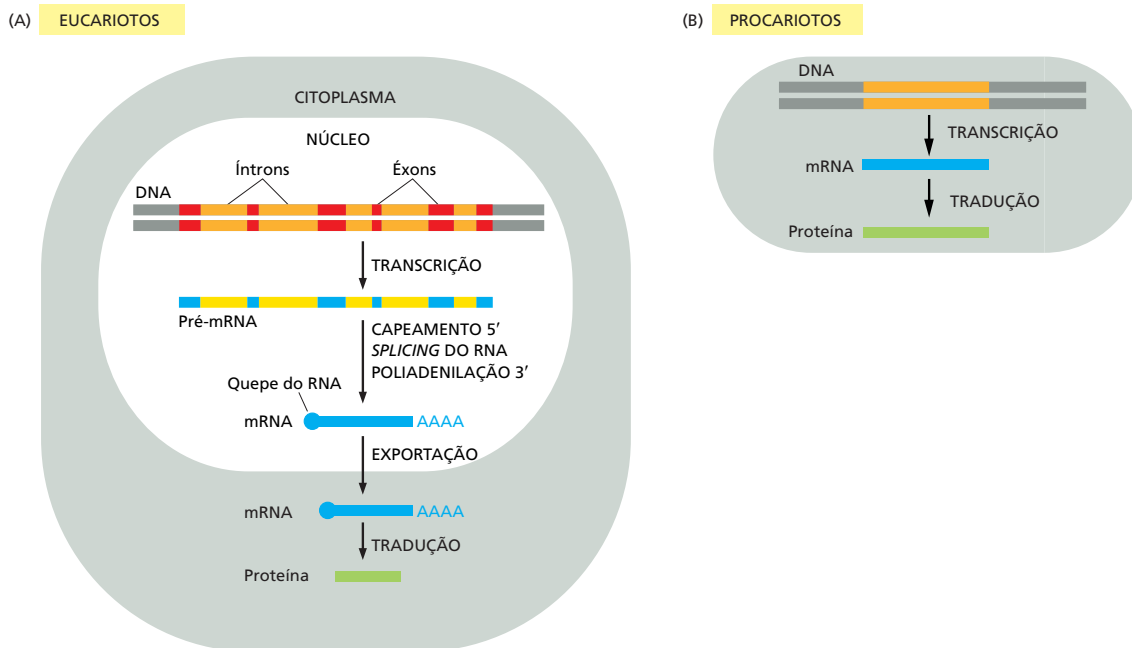 (A) EUCARIOTOS
CITOPLASMA
NÚCLEO
Íntrons
Éxons
DNA
TRANSCRIÇÃO
Pré-mRNA
CAPEAMENTO 5′
SPLICING DO RNA
POLIADENILAÇÃO 3′
Quepe do RNA
mRNA
AAAA
EXPORTAÇÃO
mRNA
AAAA
TRADUÇÃO
Proteína
(B) PROCARIOTOS
DNA
TRANSCRIÇÃO
mRNA
TRADUÇÃO
Proteína